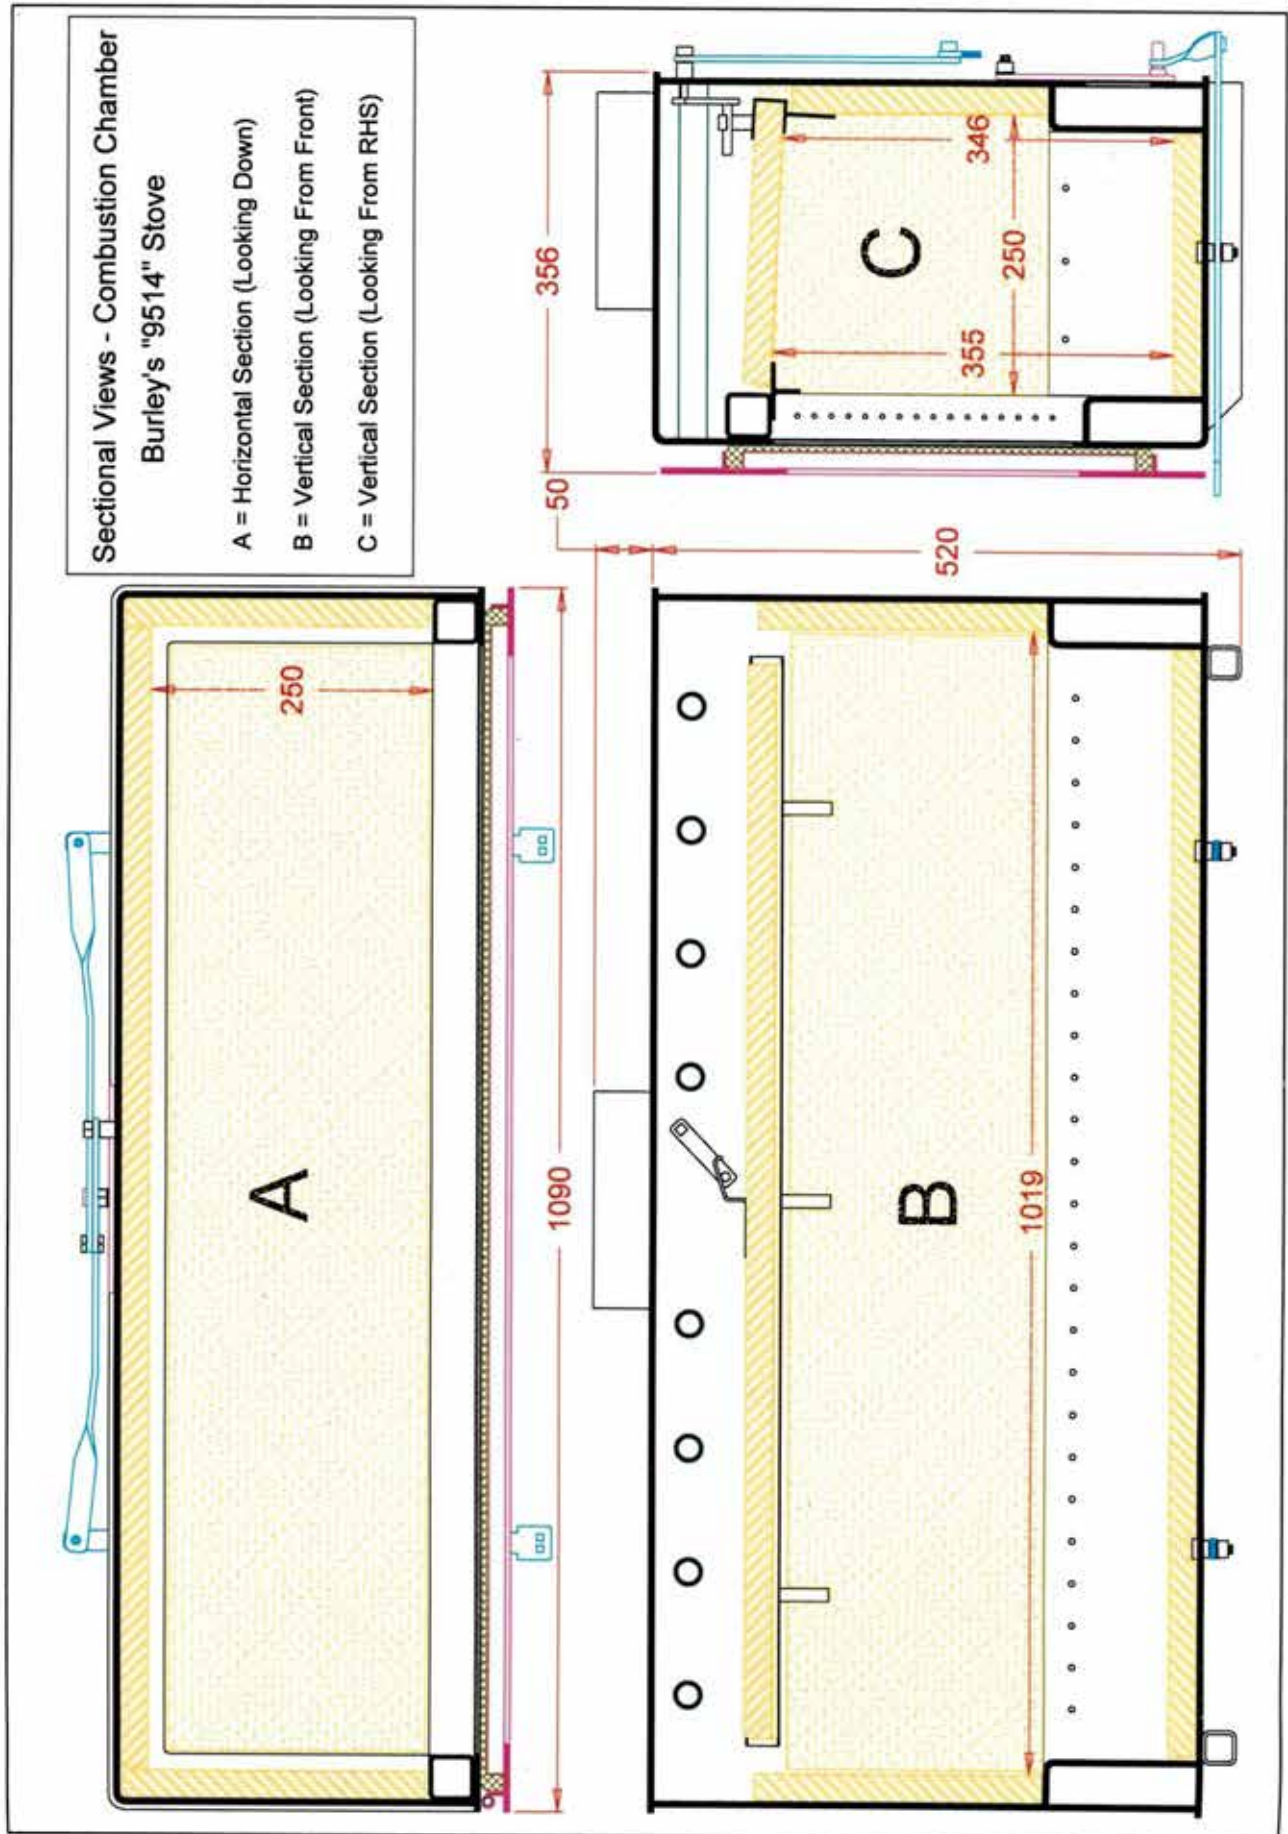 Sectional Views - Combustion Chamber
Burley's "9514" Stove
A = Horizontal Section (Looking Down)
B = Vertical Section (Looking From Front)
C = Vertical Section (Looking From RHS)
A
250
1090
B
1019
50
520
356
C
346
250
355